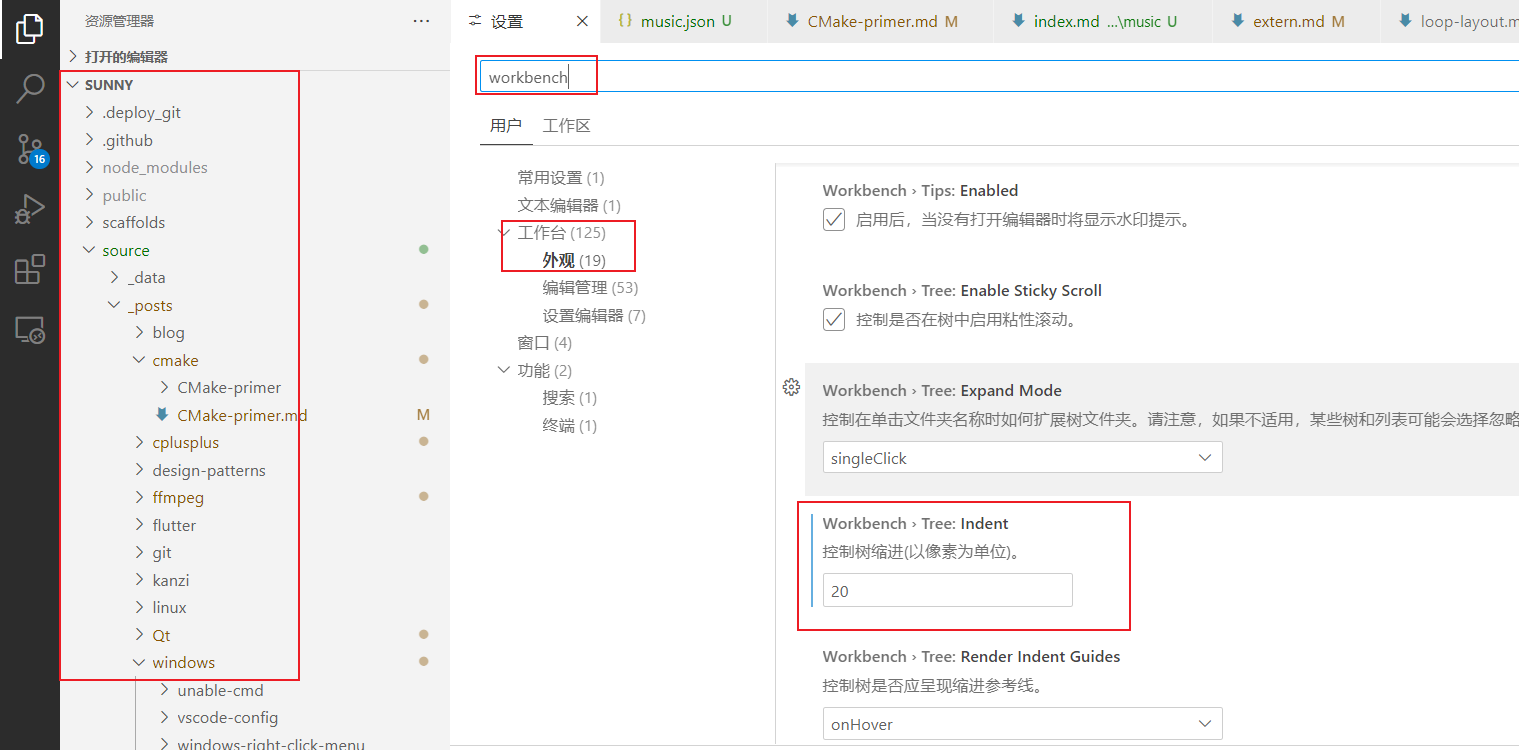 资源管理器
···
打开的编辑器
SUNNY
.deploy_git
.github
node_modules
public
scaffolds
source
_data
_posts
blog
cmake
CMake-primer
CMake-primer.md M
cplusplus
design-patterns
ffmpeg
flutter
git
kanzi
linux
Qt
windows
unable-cmd
vscode-config
windows-right-click-menu
16
设置
{} music.json U
CMake-primer.md M
index.md ...\music U
extern.md M
loop-layout.m
workbench
用户
工作区
常用设置 (1)
文本编辑器 (1)
工作台 (125)
外观 (19)
编辑管理 (53)
设置编辑器 (7)
窗口 (4)
功能 (2)
搜索 (1)
终端 (1)
Workbench › Tips: Enabled
启用后，当没有打开编辑器时将显示水印提示。
Workbench › Tree: Enable Sticky Scroll
控制是否在树中启用粘性滚动。
Workbench › Tree: Expand Mode
控制在单击文件夹名称时如何扩展树文件夹。请注意，如果不适用，某些树和列表可能会选择忽略
singleClick
Workbench › Tree: Indent
控制树缩进(以像素为单位)。
20
Workbench › Tree: Render Indent Guides
控制树是否应呈现缩进参考线。
onHover